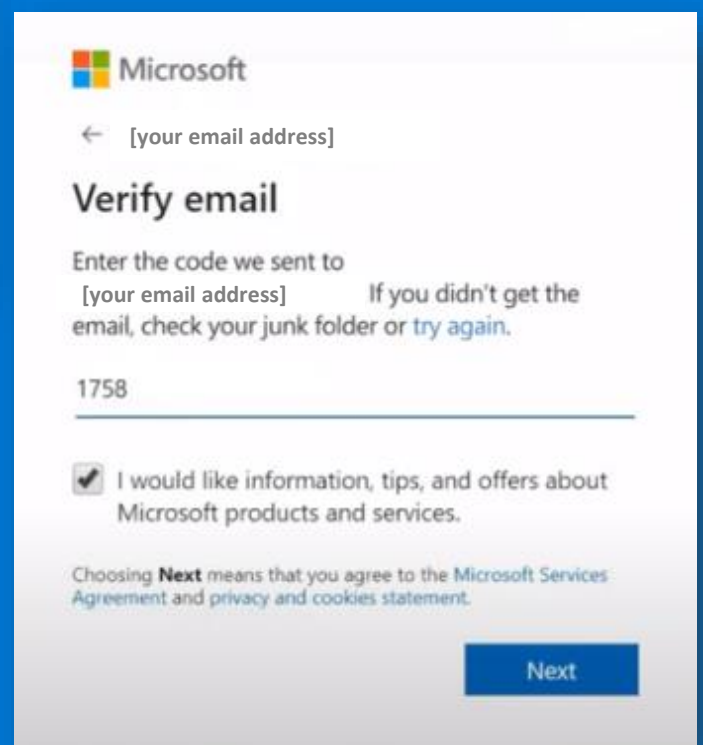 Microsoft
← [your email address]
Verify email
Enter the code we sent to
[your email address] If you didn't get the
email, check your junk folder or try again.
1758
I would like information, tips, and offers about
Microsoft products and services.
Choosing Next means that you agree to the Microsoft Services
Agreement and privacy and cookies statement.
Next